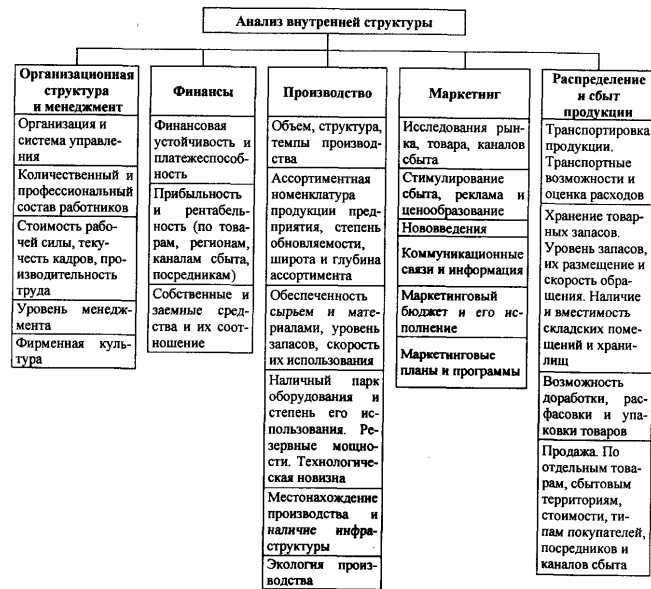 Анализ внутренней структуры
Организационная
структура
и менеджмент
Организация и
система управления
Количественный и
профессиональный
состав работников
Стоимость рабо-
чей силы, теку-
честь кадров, про-
изводительность
труда
Уровень менедж-
мента
Фирменная куль-
тура
Финансы
Финансовая
устойчивость и
платежеспособ-
ность
Прибыльность
и рентабель-
ность (по това-
рам, регионам,
каналам сбыта,
посредникам)
Собственные и
заемные сред-
ства и их соот-
ношение
Производство
Объем, структура,
темпы производ-
ства
Ассортиментная
номенклатура
продукции пред-
приятия, степень
обновляемости,
широта и глубина
ассортимента
Обеспеченность
сырьем и мате-
риалами, уровень
запасов, скорость
их использования
Наличный парк
оборудования и
степень его ис-
пользования. Ре-
зервные мощно-
сти. Технологиче-
ская новизна
Местонахождение
производства и
наличие инфра-
структуры
Экология произ-
водства
Маркетинг
Исследования рын-
ка, товара, каналов
сбыта
Стимулирование
сбыта, реклама и
ценообразование
Нововведения
Коммуникационные
связи и информация
Маркетинговый
бюджет и его ис-
полнение
Маркетинговые
планы и программы
Распределение
и сбыт
продукции
Транспортировка
продукции.
Транспортные
возможности и
оценка расходов
Хранение товар-
ных запасов.
Уровень запасов,
их размещение и
скорость обра-
щения. Наличие
и вместимость
складских поме-
щений и храни-
лищ
Возможность
доработки, рас-
фасовки и упа-
ковки товаров
Продажа. По
отдельным това-
рам, сбытовым
территориям,
стоимости, ти-
пам покупателей,
посредников и
каналов сбыта